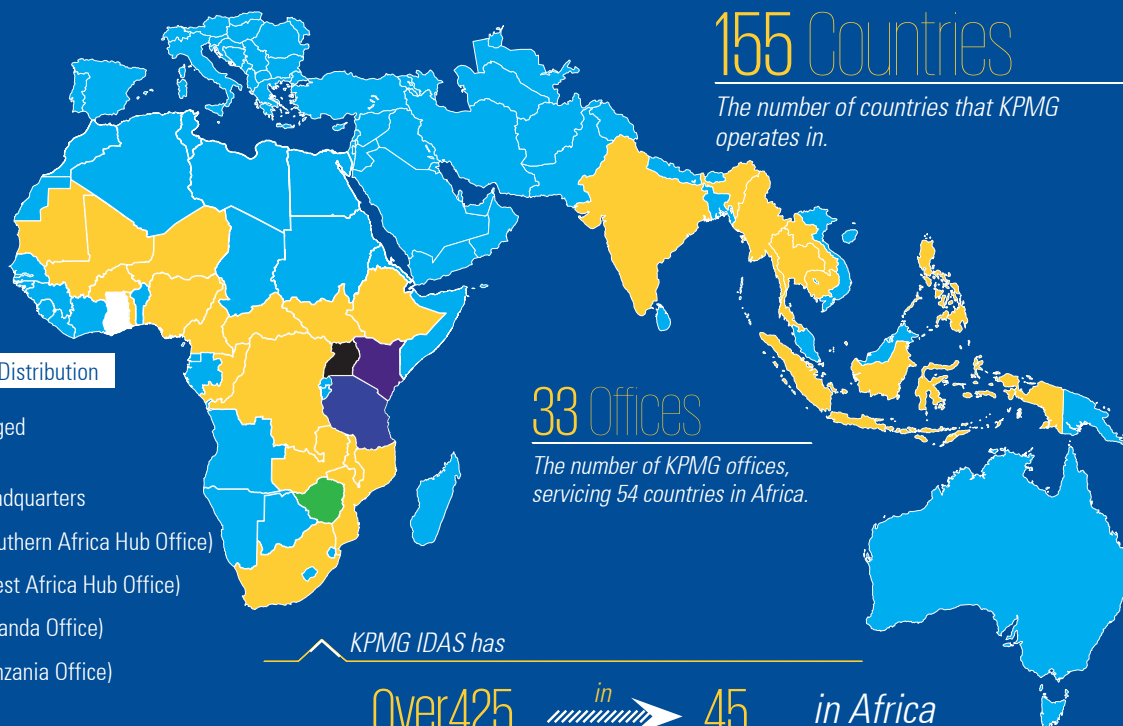 155 Countries
The number of countries that KPMG
operates in.
Distribution
ged
adquarters
uthern Africa Hub Office)
est Africa Hub Office)
anda Office)
nzania Office)
33 Offices
The number of KPMG offices,
servicing 54 countries in Africa.
KPMG IDAS has
Over425 in 45 in Africa